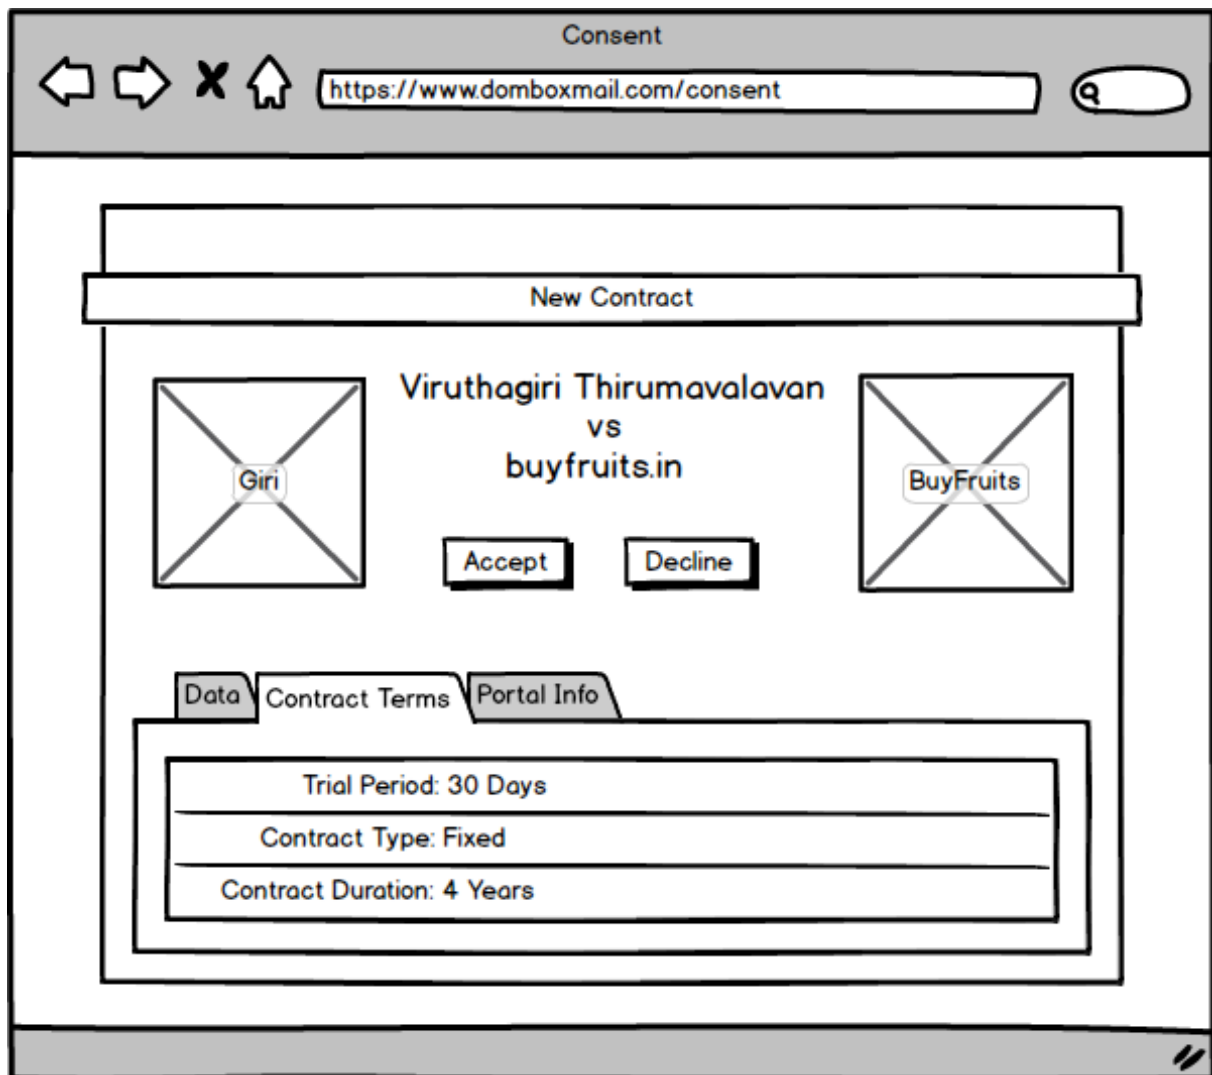 Consent
https://www.domboxmail.com/consent
New Contract
Viruthagiri Thirumavalavan
vs
buyfruits.in
Giri
BuyFruits
Accept Decline
Data Contract Terms Portal Info
Trial Period: 30 Days
Contract Type: Fixed
Contract Duration: 4 Years